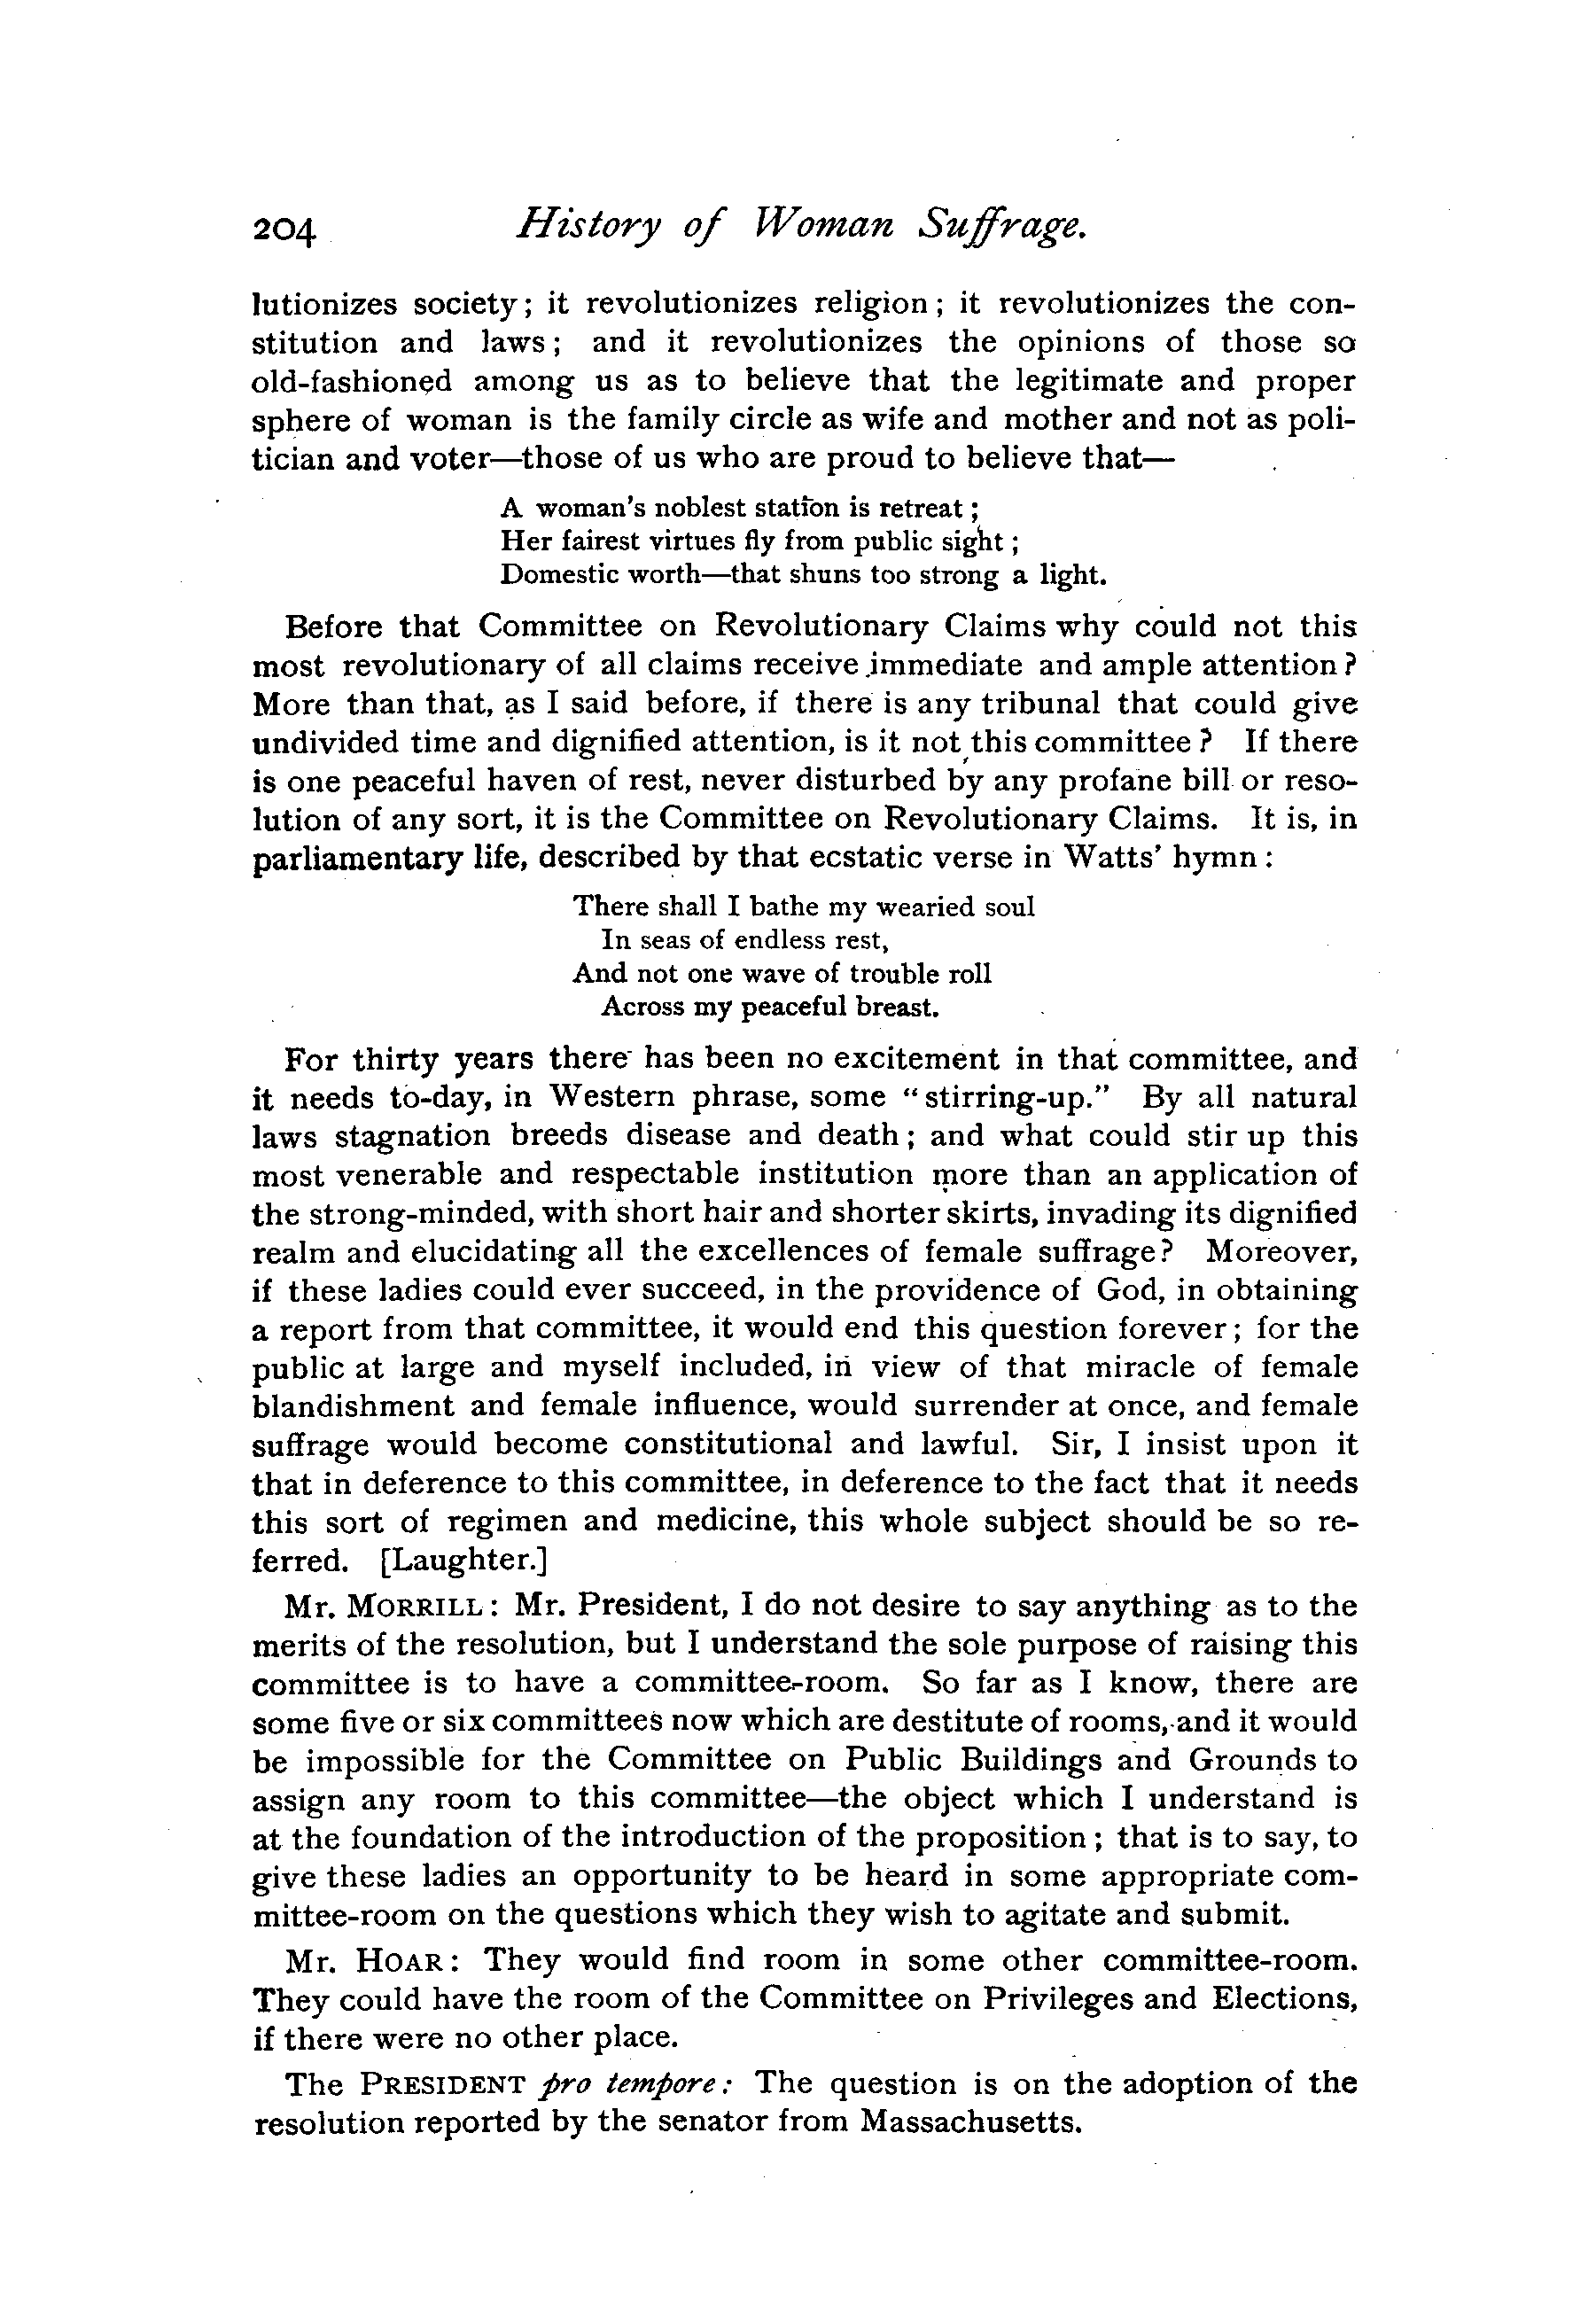 204 History of Woman Suffrage.
lutionizes society; it revolutionizes religion; it revolutionizes the con-
stitution and laws; and it revolutionizes the opinions of those so
old-fashioned among us as to believe that the legitimate and proper
sphere of woman is the family circle as wife and mother and not as poli-
tician and voter—those of us who are proud to believe that—
A woman's noblest station is retreat;
Her fairest virtues fly from public sight;
Domestic worth—that shuns too strong a light.
Before that Committee on Revolutionary Claims why could not this
most revolutionary of all claims receive immediate and ample attention?
More than that, as I said before, if there is any tribunal that could give
undivided time and dignified attention, is it not this committee? If there
is one peaceful haven of rest, never disturbed by any profane bill or reso-
lution of any sort, it is the Committee on Revolutionary Claims. It is, in
parliamentary life, described by that ecstatic verse in Watts' hymn:
There shall I bathe my wearied soul
In seas of endless rest,
And not one wave of trouble roll
Across my peaceful breast.
For thirty years there has been no excitement in that committee, and
it needs to-day, in Western phrase, some "stirring-up." By all natural
laws stagnation breeds disease and death; and what could stir up this
most venerable and respectable institution more than an application of
the strong-minded, with short hair and shorter skirts, invading its dignified
realm and elucidating all the excellences of female suffrage? Moreover,
if these ladies could ever succeed, in the providence of God, in obtaining
a report from that committee, it would end this question forever; for the
public at large and myself included, in view of that miracle of female
blandishment and female influence, would surrender at once, and female
suffrage would become constitutional and lawful. Sir, I insist upon it
that in deference to this committee, in deference to the fact that it needs
this sort of regimen and medicine, this whole subject should be so re-
ferred. [Laughter.]
Mr. MORRILL: Mr. President, I do not desire to say anything as to the
merits of the resolution, but I understand the sole purpose of raising this
committee is to have a committee-room. So far as I know, there are
some five or six committees now which are destitute of rooms, and it would
be impossible for the Committee on Public Buildings and Grounds to
assign any room to this committee—the object which I understand is
at the foundation of the introduction of the proposition; that is to say, to
give these ladies an opportunity to be heard in some appropriate com-
mittee-room on the questions which they wish to agitate and submit.
Mr. HOAR: They would find room in some other committee-room.
They could have the room of the Committee on Privileges and Elections,
if there were no other place.
The PRESIDENT pro tempore: The question is on the adoption of the
resolution reported by the senator from Massachusetts.